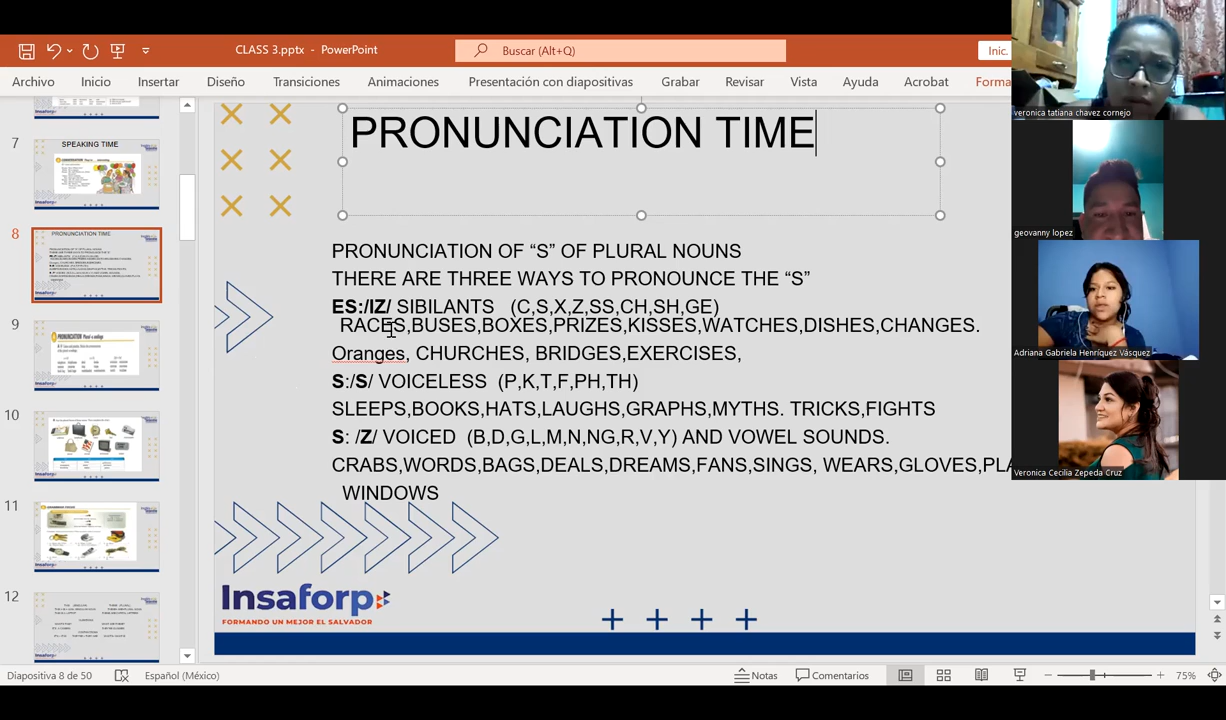 CLASS 3.pptx - PowerPoint
Buscar (Alt+Q)
Inic.
Archivo Inicio Insertar Diseño Transiciones Animaciones Presentación con diapositivas Grabar Revisar Vista Ayuda Acrobat Forma
veronica tatiana chavez cornejo
geovanny lopez
Adriana Gabriela Henríquez Vásquez
Veronica Cecilia Zepeda Cruz
7
SPEAKING TIME
8
PRONUNCIATION TIME
9
10
11
12
PRONUNCIATION TIME
PRONUNCIATION OF “S” OF PLURAL NOUNS
THERE ARE THREE WAYS TO PRONOUNCE THE “S”
ES:/IZ/ SIBILANTS (C,S,X,Z,SS,CH,SH,GE)
RACES,BUSES,BOXES,PRIZES,KISSES,WATCHES,DISHES,CHANGES.
Oranges, CHURCHES, BRIDGES,EXERCISES,
S:/S/ VOICELESS (P,K,T,F,PH,TH)
SLEEPS,BOOKS,HATS,LAUGHS,GRAPHS,MYTHS. TRICKS,FIGHTS
S: /Z/ VOICED (B,D,G,L,M,N,NG,R,V,Y) AND VOWEL SOUNDS.
CRABS,WORDS,BAGS,DEALS,DREAMS,FANS,SINGS, WEARS,GLOVES,PLA
WINDOWS
Insaforp
FORMANDO UN MEJOR EL SALVADOR
Diapositiva 8 de 50
Español (México)
Notas
Comentarios
75%